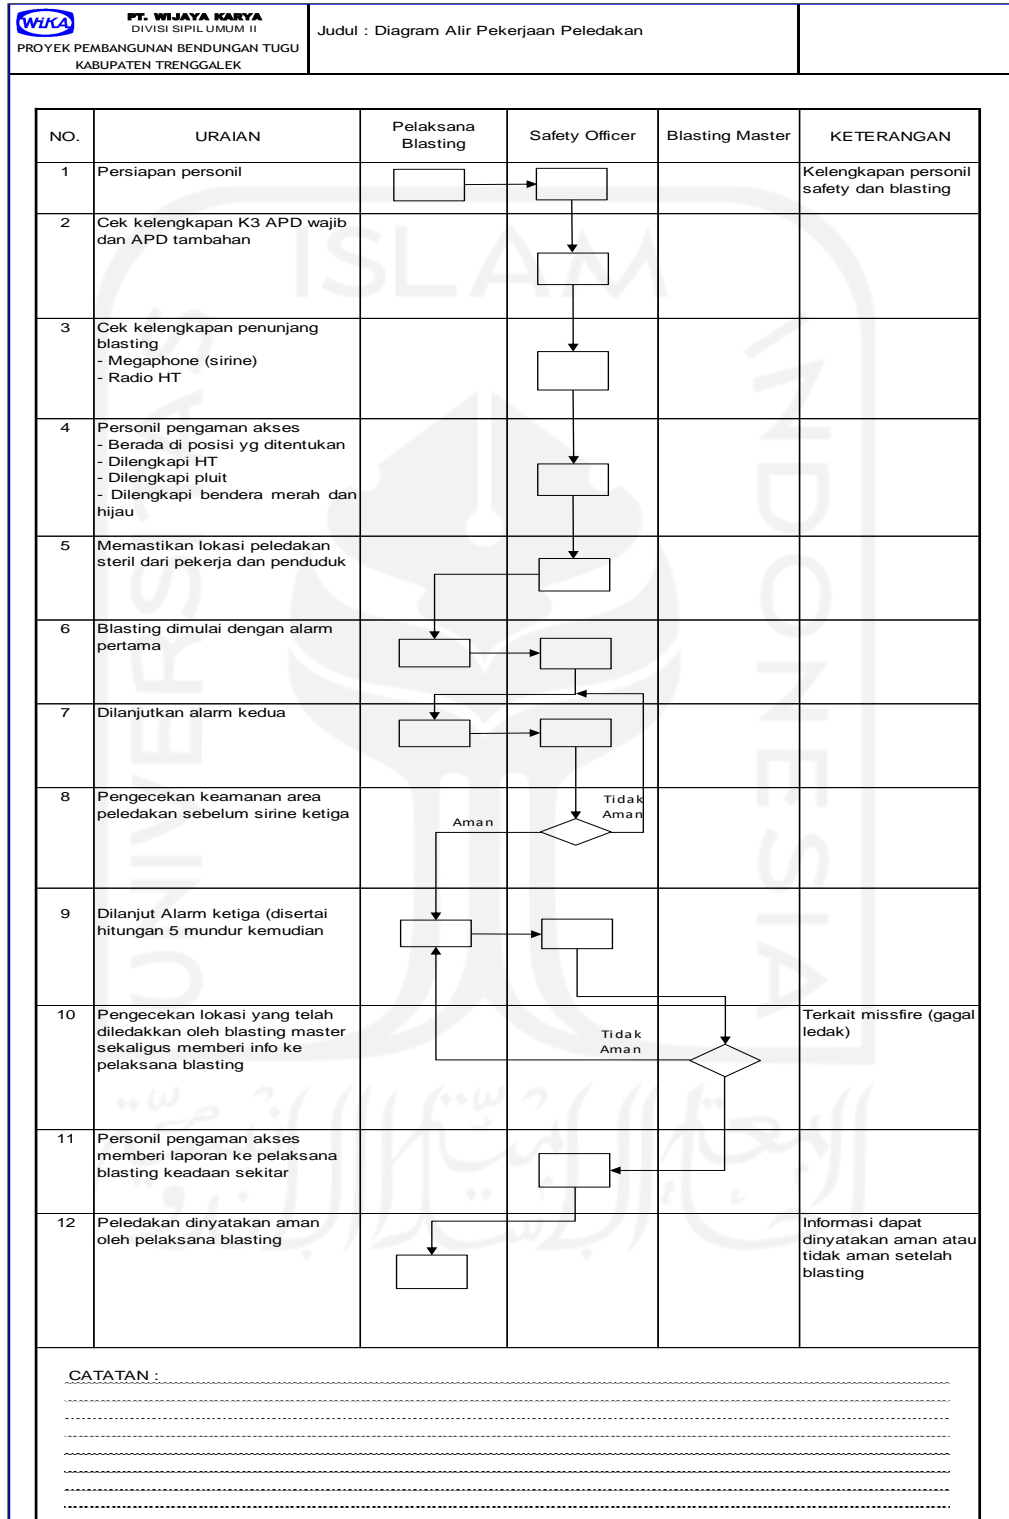 WIKA
PT. WIJAYA KARYA
DIVISI SIPIL UMUM II
PROYEK PEMBANGUNAN BENDUNGAN TUGU
KABUPATEN TRENGGALEK
Judul : Diagram Alir Pekerjaan Peledakan
NO.
URAIAN
Pelaksana
Blasting
Safety Officer
Blasting Master
KETERANGAN
1
Persiapan personil
Kelengkapan personil
safety dan blasting
2
Cek kelengkapan K3 APD wajib
dan APD tambahan
3
Cek kelengkapan penunjang
blasting
- Megaphone (sirine)
- Radio HT
4
Personil pengaman akses
- Berada di posisi yg ditentukan
- Dilengkapi HT
- Dilengkapi pluit
- Dilengkapi bendera merah dan
hijau
5
Memastikan lokasi peledakan
steril dari pekerja dan penduduk
6
Blasting dimulai dengan alarm
pertama
7
Dilanjutkan alarm kedua
8
Pengecekan keamanan area
peledakan sebelum sirine ketiga
Aman
Tidak
Aman
9
Dilanjut Alarm ketiga (disertai
hitungan 5 mundur kemudian
10
Pengecekan lokasi yang telah
diledakkan oleh blasting master
sekaligus memberi info ke
pelaksana blasting
Tidak
Aman
Terkait missfire (gagal
ledak)
11
Personil pengaman akses
memberi laporan ke pelaksana
blasting keadaan sekitar
12
Peledakan dinyatakan aman
oleh pelaksana blasting
Informasi dapat
dinyatakan aman atau
tidak aman setelah
blasting
CATATAN :
ISLAM
UNIVERSITAS
INDONESIA